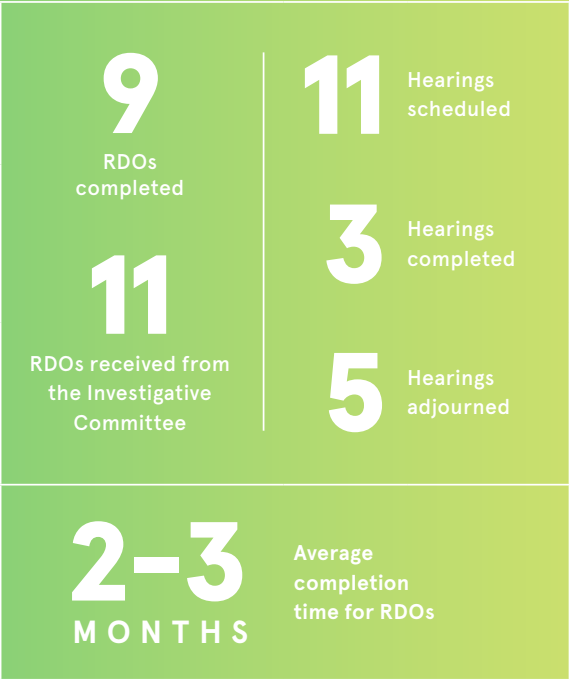 9
RDOs
completed
11
RDOs received from
the Investigative
Committee
11
Hearings
scheduled
3
Hearings
completed
5
Hearings
adjourned
2–3
MONTHS
Average
completion
time for RDOs